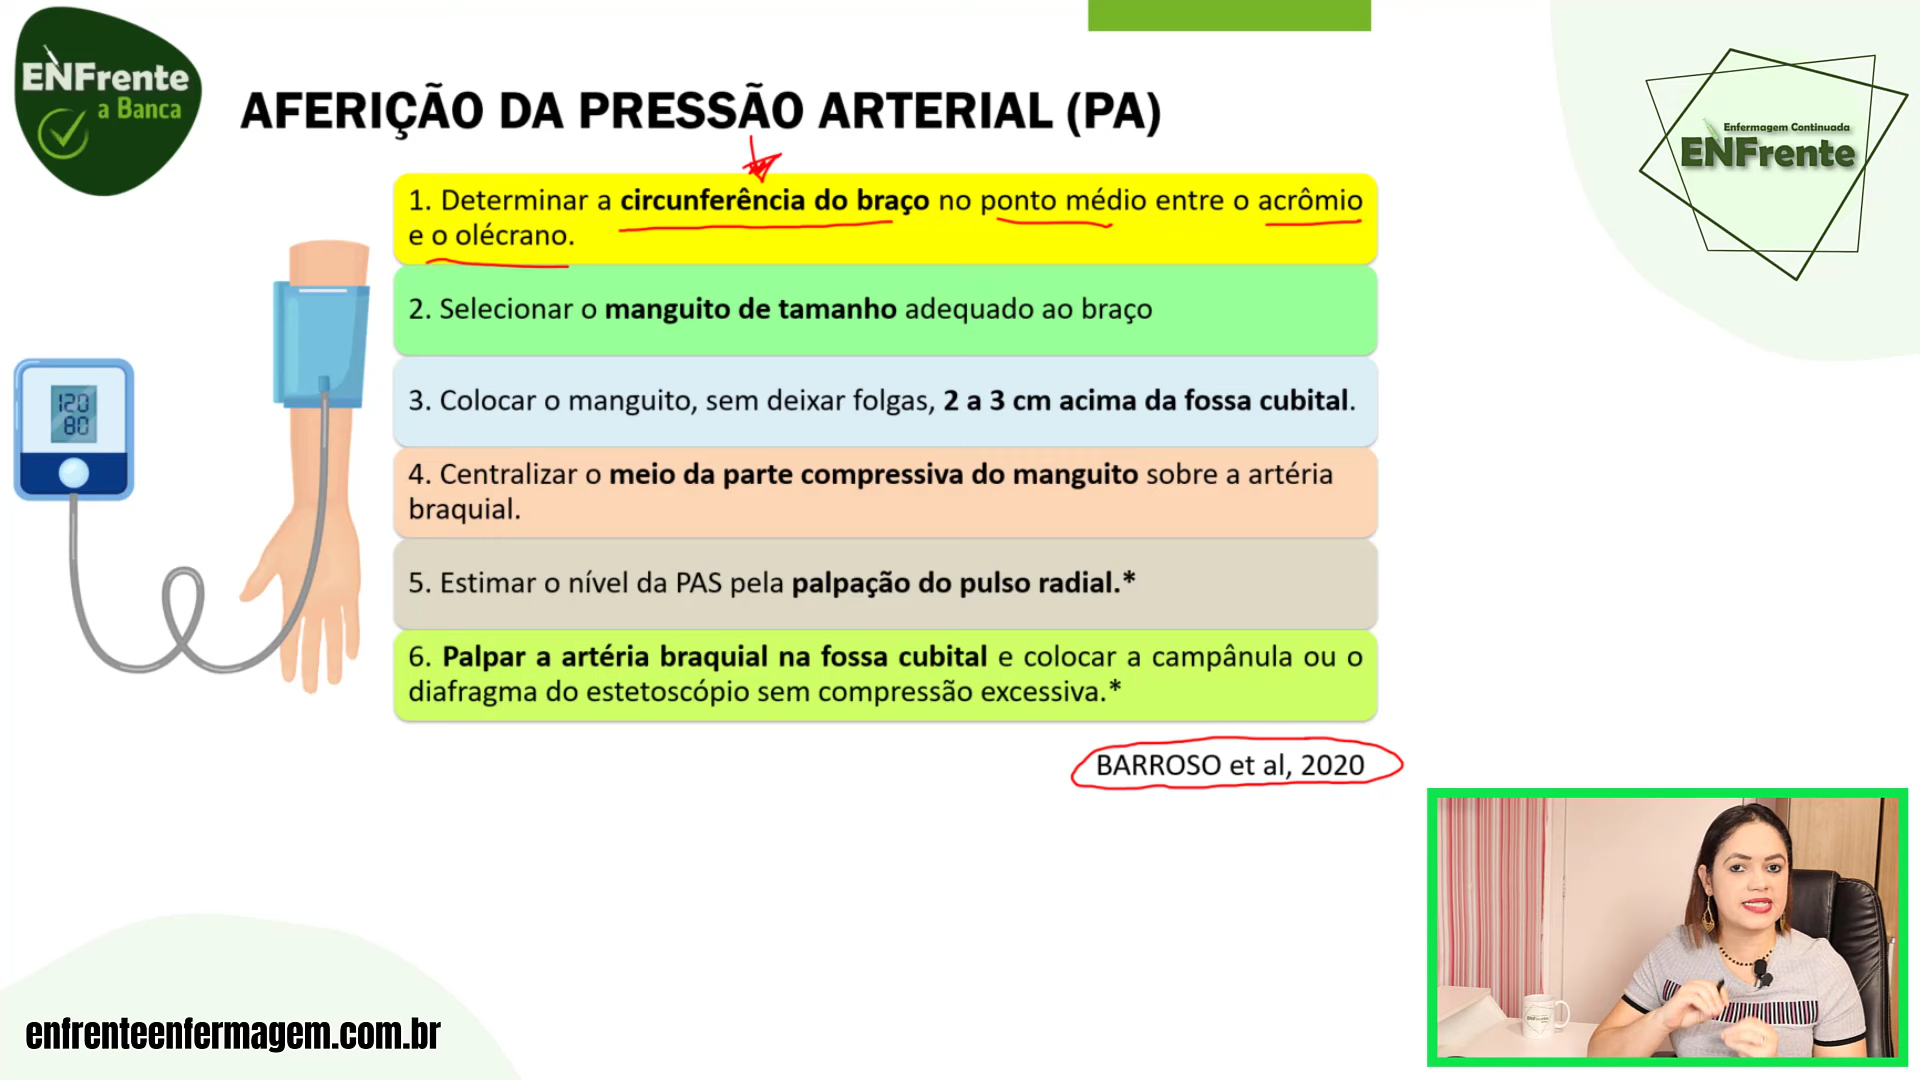 ENFrente
a Banca
AFERIÇÃO DA PRESSÃO ARTERIAL (PA)
Enfermagem Continuada
ENFrente
1. Determinar a circunferência do braço no ponto médio entre o acrômio
e o olécrano.
2. Selecionar o manguito de tamanho adequado ao braço
3. Colocar o manguito, sem deixar folgas, 2 a 3 cm acima da fossa cubital.
120
80
4. Centralizar o meio da parte compressiva do manguito sobre a artéria
braquial.
5. Estimar o nível da PAS pela palpação do pulso radial.*
6. Palpar a artéria braquial na fossa cubital e colocar a campânula ou o
diafragma do estetoscópio sem compressão excessiva.*
BARROSO et al, 2020
enfrenteenfermagem.com.br